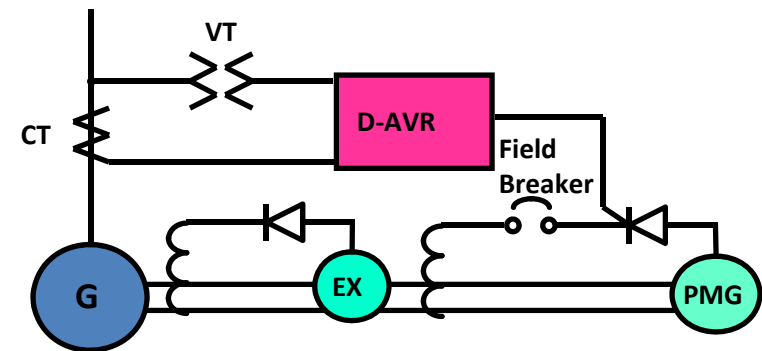 VT
CT
D-AVR
Field
Breaker
G
EX
PMG